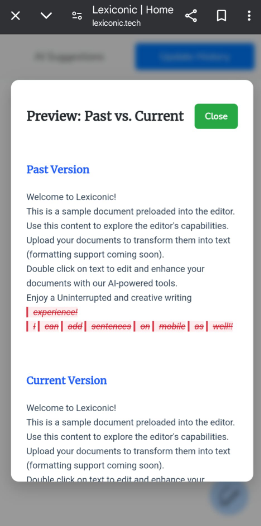 Lexiconic | Home
lexiconic.tech
AI Suggestions
Update History
Preview: Past vs. Current
Close
Past Version
Welcome to Lexiconic!
This is a sample document preloaded into the editor.
Use this content to explore the editor's capabilities.
Upload your documents to transform them into text
(formatting support coming soon).
Double click on text to edit and enhance your
documents with our AI-powered tools.
Enjoy a Uninterrupted and creative writing
experience!
I can add sentences on mobile as well!!
Current Version
Welcome to Lexiconic!
This is a sample document preloaded into the editor.
Use this content to explore the editor's capabilities.
Upload your documents to transform them into text
(formatting support coming soon).
Double click on text to edit and enhance your